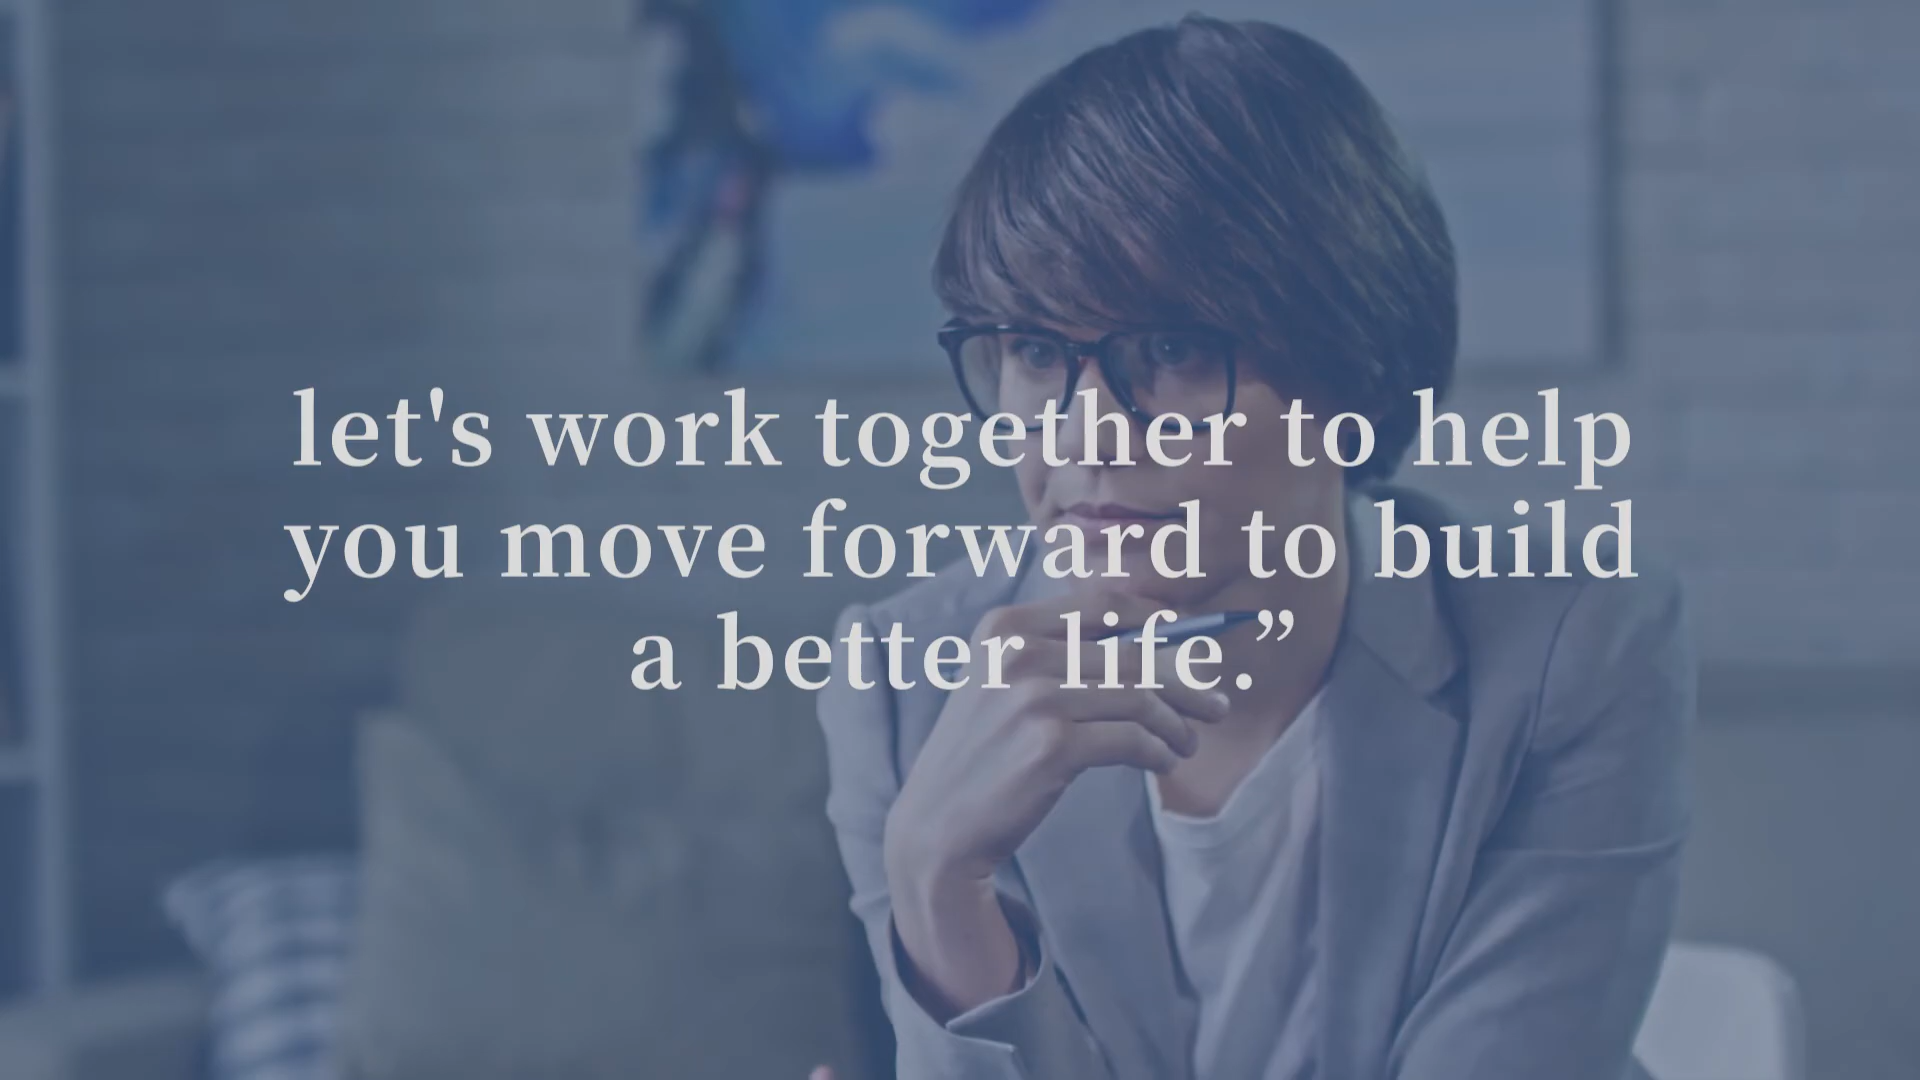 let's work together to help
you move forward to build
a better life.”